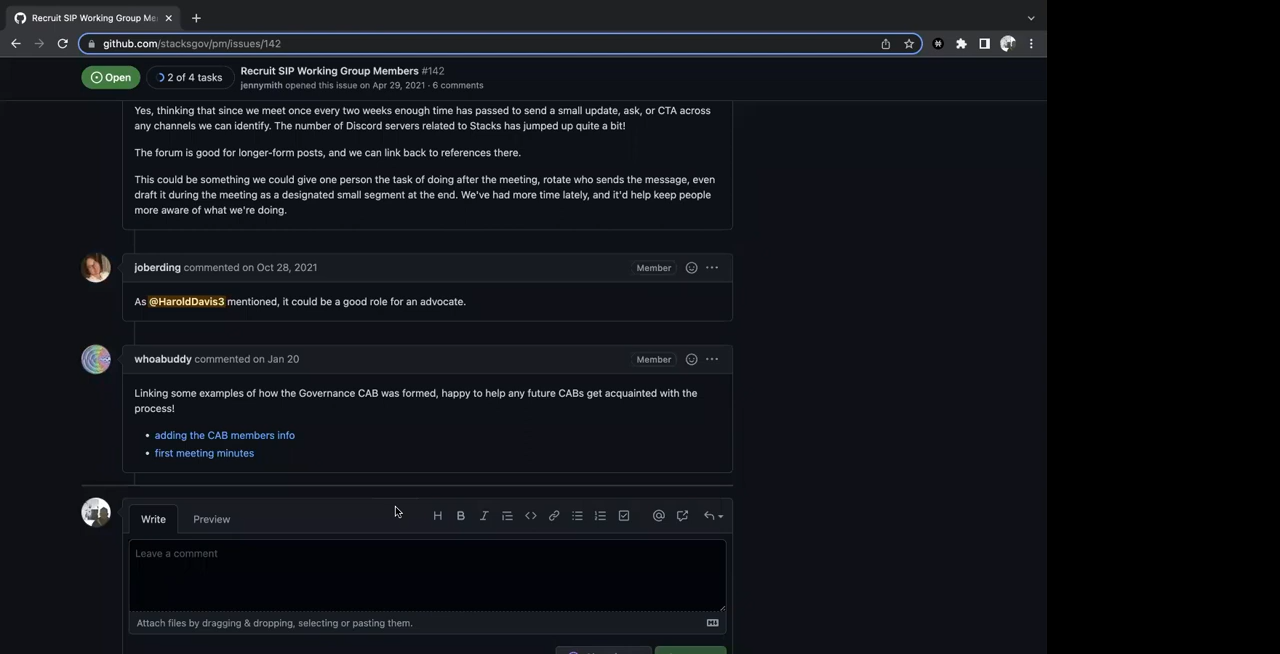 Recruit SIP Working Group Me
github.com/stacksgov/pm/issues/142
Open
2 of 4 tasks
Recruit SIP Working Group Members #142
jennymith opened this issue on Apr 29, 2021 · 6 comments
Yes, thinking that since we meet once every two weeks enough time has passed to send a small update, ask, or CTA across
any channels we can identify. The number of Discord servers related to Stacks has jumped up quite a bit!
The forum is good for longer-form posts, and we can link back to references there.
This could be something we could give one person the task of doing after the meeting, rotate who sends the message, even
draft it during the meeting as a designated small segment at the end. We've had more time lately, and it'd help keep people
more aware of what we're doing.
joberding commented on Oct 28, 2021
Member
As @HaroldDavis3 mentioned, it could be a good role for an advocate.
whoabuddy commented on Jan 20
Member
Linking some examples of how the Governance CAB was formed, happy to help any future CABs get acquainted with the
process!
• adding the CAB members info
• first meeting minutes
Write
Preview
Leave a comment
Attach files by dragging & dropping, selecting or pasting them.